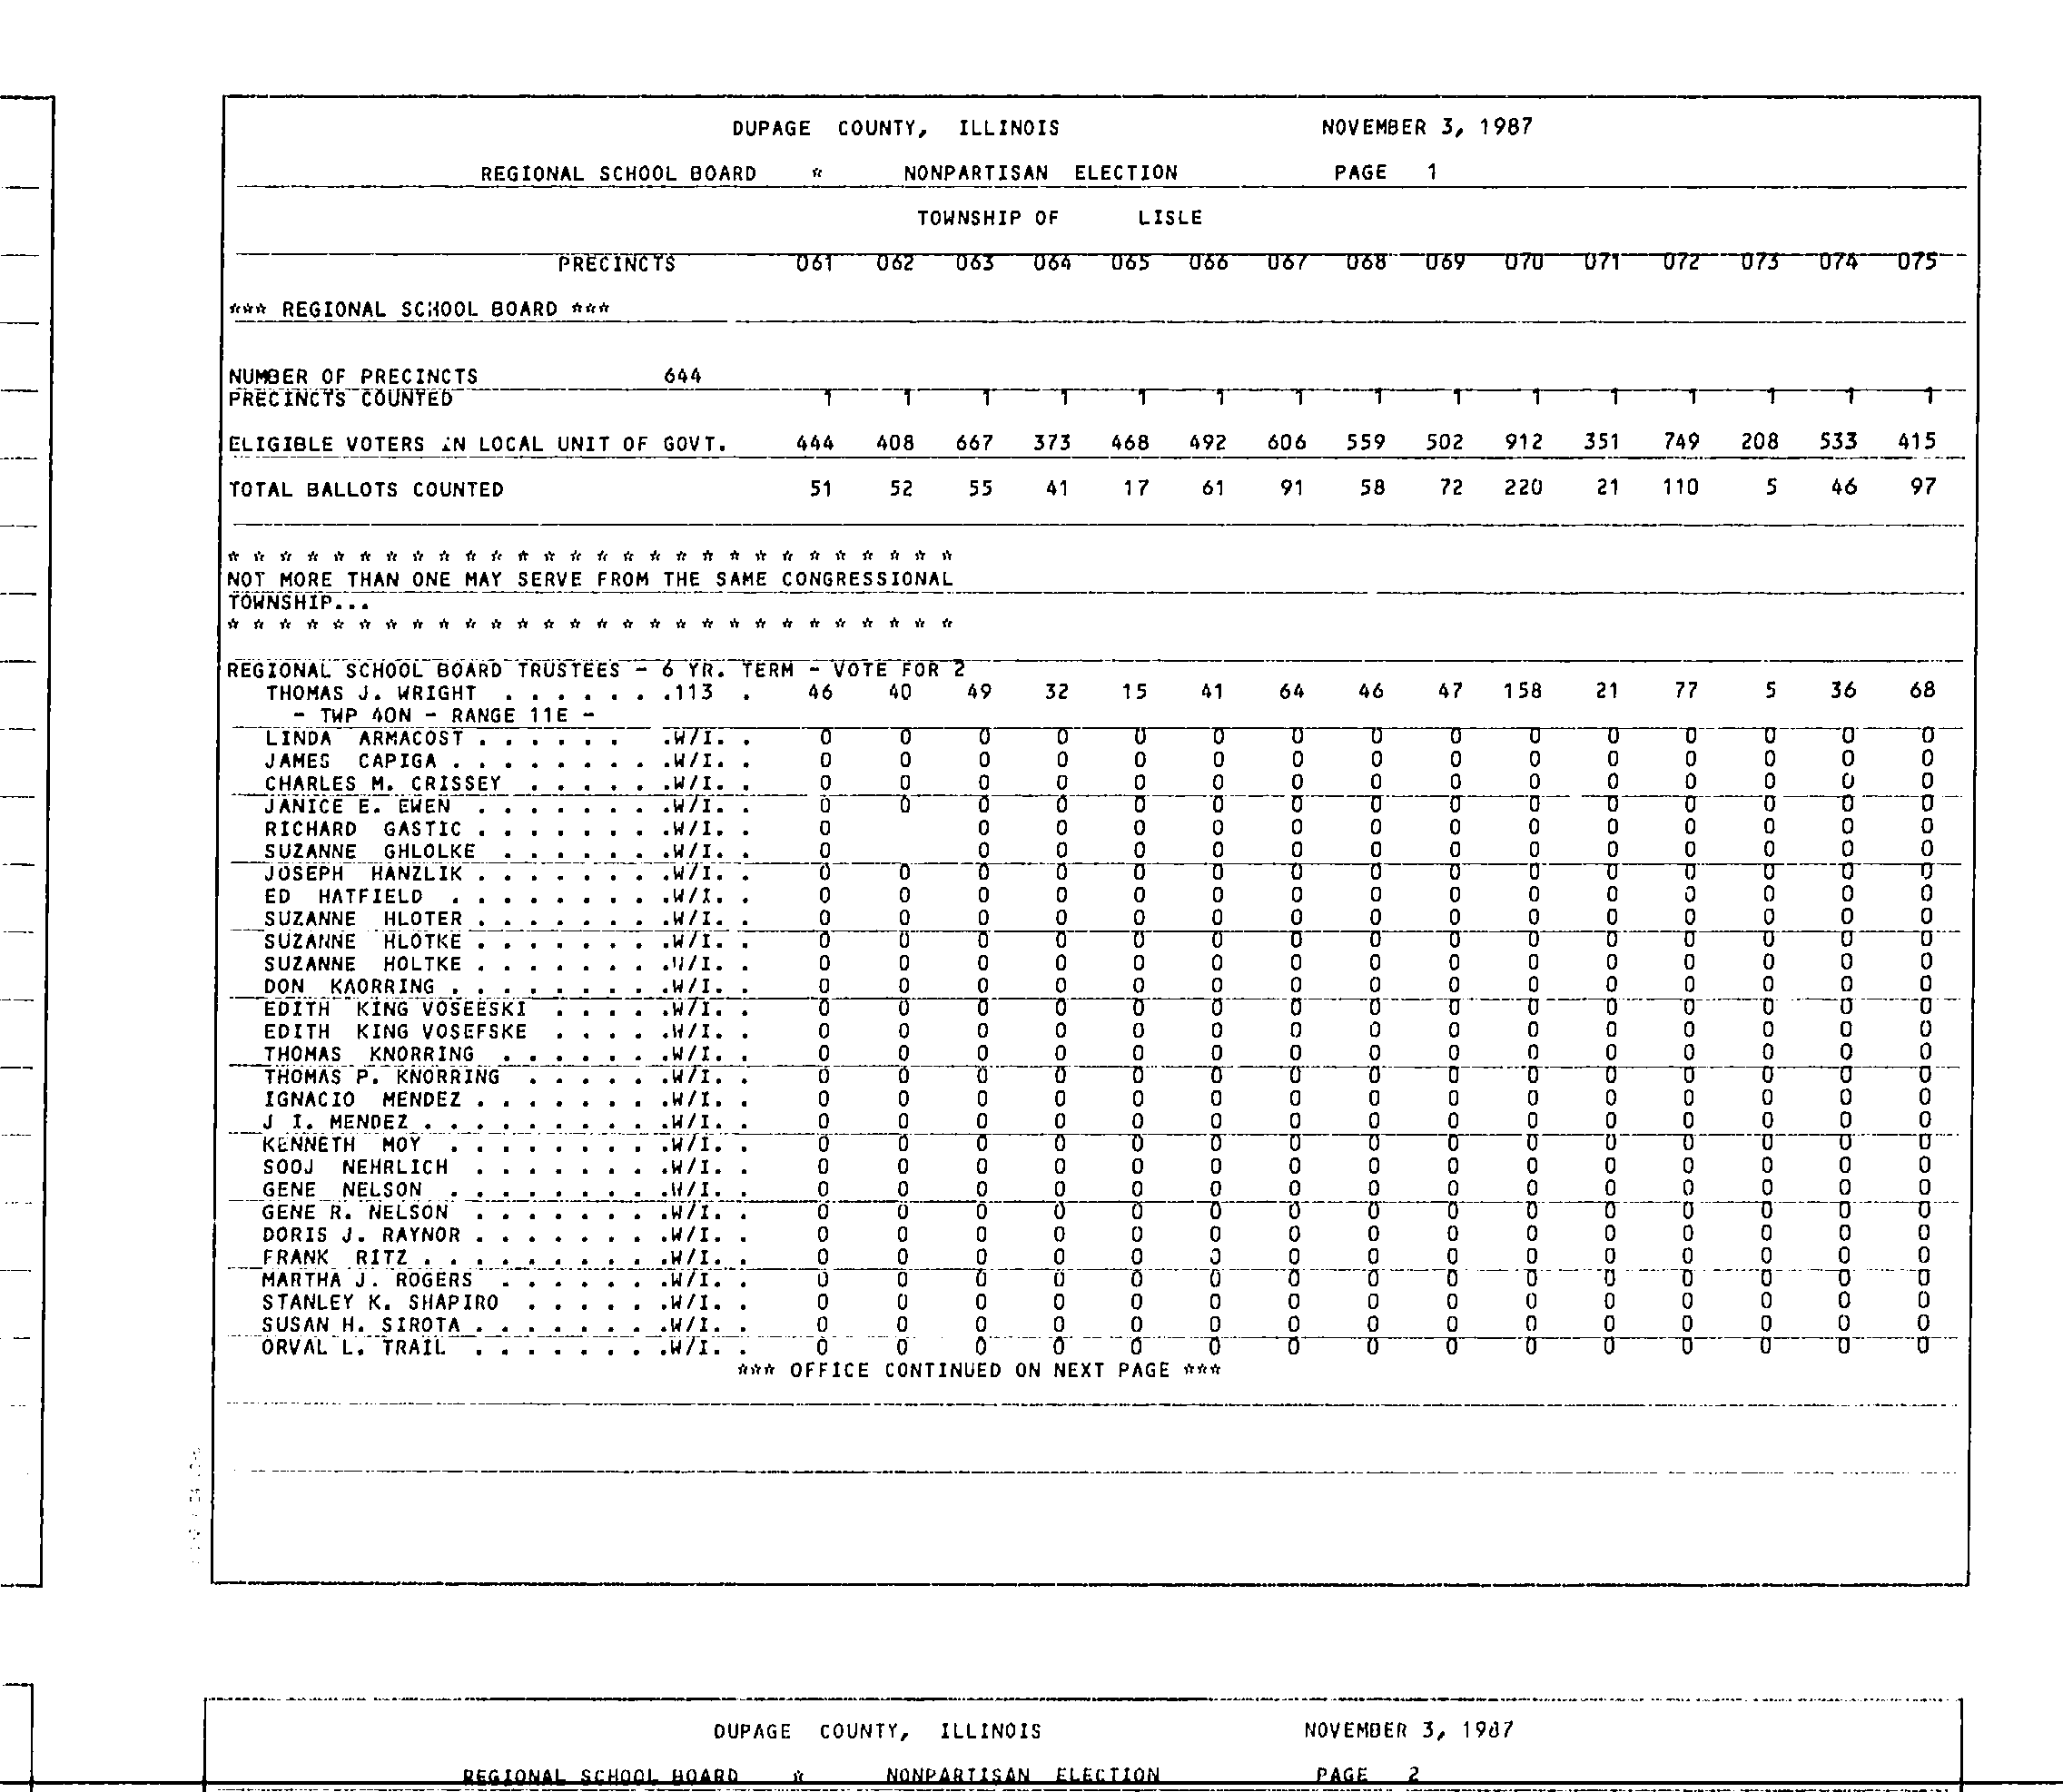 DUPAGE COUNTY, ILLINOIS NOVEMBER 3, 1987
REGIONAL SCHOOL BOARD * NONPARTISAN ELECTION PAGE 1
TOWNSHIP OF LISLE
PRECINCTS 061 062 063 064 065 066 067 068 069 070 071 072 073 074 075
*** REGIONAL SCHOOL BOARD ***
NUMBER OF PRECINCTS 644
PRECINCTS COUNTED 1 1 1 1 1 1 1 1 1 1 1 1 1 1 1
ELIGIBLE VOTERS IN LOCAL UNIT OF GOVT. 444 408 667 373 468 492 606 559 502 912 351 749 208 533 415
TOTAL BALLOTS COUNTED 51 52 55 41 17 61 91 58 72 220 21 110 5 46 97
* * * * * * * * * * * * * * * * * * * * * * * * * * * *
NOT MORE THAN ONE MAY SERVE FROM THE SAME CONGRESSIONAL
TOWNSHIP...
* * * * * * * * * * * * * * * * * * * * * * * * * * * *
REGIONAL SCHOOL BOARD TRUSTEES - 6 YR. TERM - VOTE FOR 2
THOMAS J. WRIGHT . . . . . . .113 . 46 40 49 32 15 41 64 46 47 158 21 77 5 36 68
- TWP 40N - RANGE 11E -
LINDA ARMACOST . . . . . . .W/I. . 0 0 0 0 0 0 0 0 0 0 0 0 0 0 0
JAMES CAPIGA . . . . . . . . .W/I. . 0 0 0 0 0 0 0 0 0 0 0 0 0 0 0
CHARLES M. CRISSEY . . . . . .W/I. . 0 0 0 0 0 0 0 0 0 0 0 0 0 0 0
JANICE E. EWEN . . . . . . . .W/I. . 0 0 0 0 0 0 0 0 0 0 0 0 0 0 0
RICHARD GASTIC . . . . . . . .W/I. . 0 0 0 0 0 0 0 0 0 0 0 0 0 0
SUZANNE GHLOLKE . . . . . . .W/I. . 0 0 0 0 0 0 0 0 0 0 0 0 0 0
JOSEPH HANZLIK . . . . . . . .W/I. . 0 0 0 0 0 0 0 0 0 0 0 0 0 0 0
ED HATFIELD . . . . . . . . .W/I. . 0 0 0 0 0 0 0 0 0 0 0 0 0 0 0
SUZANNE HLOTER . . . . . . . .W/I. . 0 0 0 0 0 0 0 0 0 0 0 0 0 0 0
SUZANNE HLOTKE . . . . . . . .W/I. . 0 0 0 0 0 0 0 0 0 0 0 0 0 0 0
SUZANNE HOLTKE . . . . . . . .W/I. . 0 0 0 0 0 0 0 0 0 0 0 0 0 0 0
DON KAORRING . . . . . . . . .W/I. . 0 0 0 0 0 0 0 0 0 0 0 0 0 0 0
EDITH KING VOSEESKI . . . . .W/I. . 0 0 0 0 0 0 0 0 0 0 0 0 0 0 0
EDITH KING VOSEFSKE . . . . .W/I. . 0 0 0 0 0 0 0 0 0 0 0 0 0 0 0
THOMAS KNORRING . . . . . . .W/I. . 0 0 0 0 0 0 0 0 0 0 0 0 0 0 0
THOMAS P. KNORRING . . . . . .W/I. . 0 0 0 0 0 0 0 0 0 0 0 0 0 0 0
IGNACIO MENDEZ . . . . . . . .W/I. . 0 0 0 0 0 0 0 0 0 0 0 0 0 0 0
J I. MENDEZ . . . . . . . . . .W/I. . 0 0 0 0 0 0 0 0 0 0 0 0 0 0 0
KENNETH MOY . . . . . . . . .W/I. . 0 0 0 0 0 0 0 0 0 0 0 0 0 0 0
SOOJ NEHRLICH . . . . . . . .W/I. . 0 0 0 0 0 0 0 0 0 0 0 0 0 0 0
GENE NELSON . . . . . . . . .W/I. . 0 0 0 0 0 0 0 0 0 0 0 0 0 0 0
GENE R. NELSON . . . . . . . .W/I. . 0 0 0 0 0 0 0 0 0 0 0 0 0 0 0
DORIS J. RAYNOR . . . . . . . .W/I. . 0 0 0 0 0 0 0 0 0 0 0 0 0 0 0
FRANK RITZ . . . . . . . . . .W/I. . 0 0 0 0 0 0 0 0 0 0 0 0 0 0 0
MARTHA J. ROGERS . . . . . . .W/I. . 0 0 0 0 0 0 0 0 0 0 0 0 0 0 0
STANLEY K. SHAPIRO . . . . . .W/I. . 0 0 0 0 0 0 0 0 0 0 0 0 0 0 0
SUSAN H. SIROTA . . . . . . . .W/I. . 0 0 0 0 0 0 0 0 0 0 0 0 0 0 0
ORVAL L. TRAIL . . . . . . . .W/I. . 0 0 0 0 0 0 0 0 0 0 0 0 0 0 0
*** OFFICE CONTINUED ON NEXT PAGE ***
DUPAGE COUNTY, ILLINOIS NOVEMBER 3, 1987
REGIONAL SCHOOL BOARD * NONPARTISAN ELECTION PAGE 2